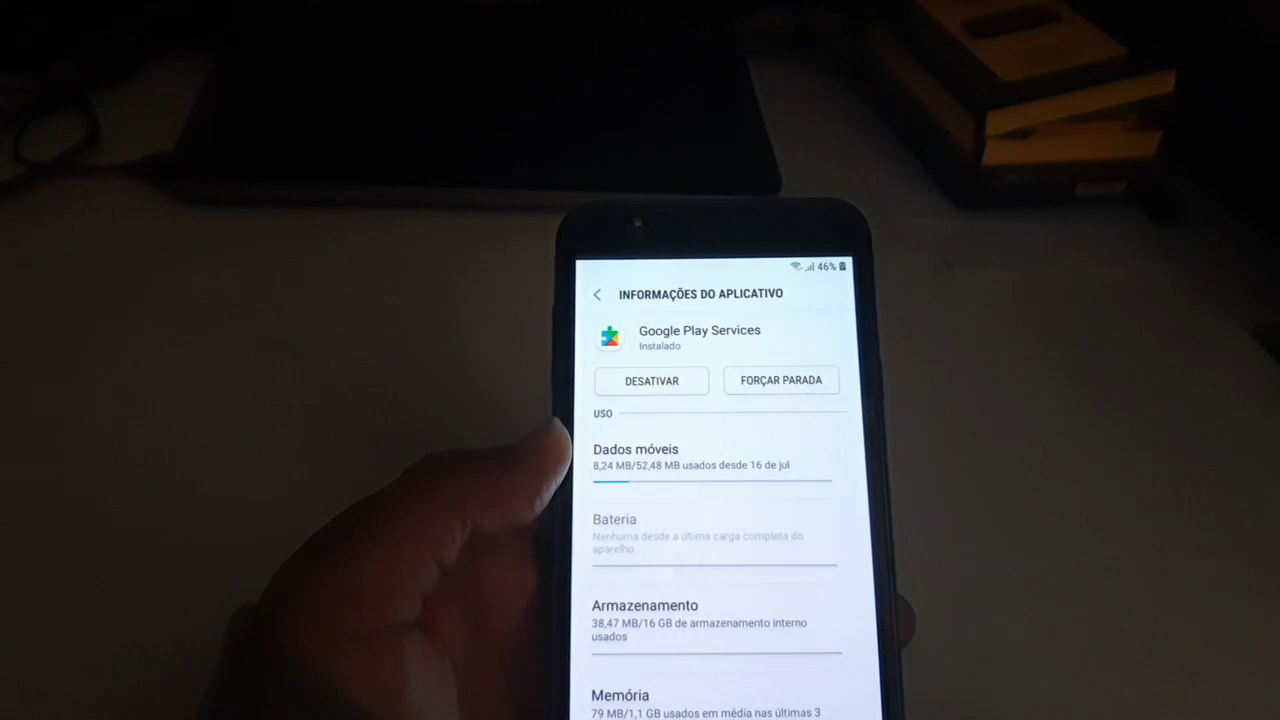 46%
INFORMAÇÕES DO APLICATIVO
Google Play Services
Instalado
DESATIVAR
FORÇAR PARADA
USO
Dados móveis
8,24 MB/52,48 MB usados desde 16 de jul
Bateria
Nenhuma desde a última carga completa do
aparelho
Armazenamento
38,47 MB/16 GB de armazenamento interno
usados
Memória
79 MB/1,1 GB usados em média nas últimas 3